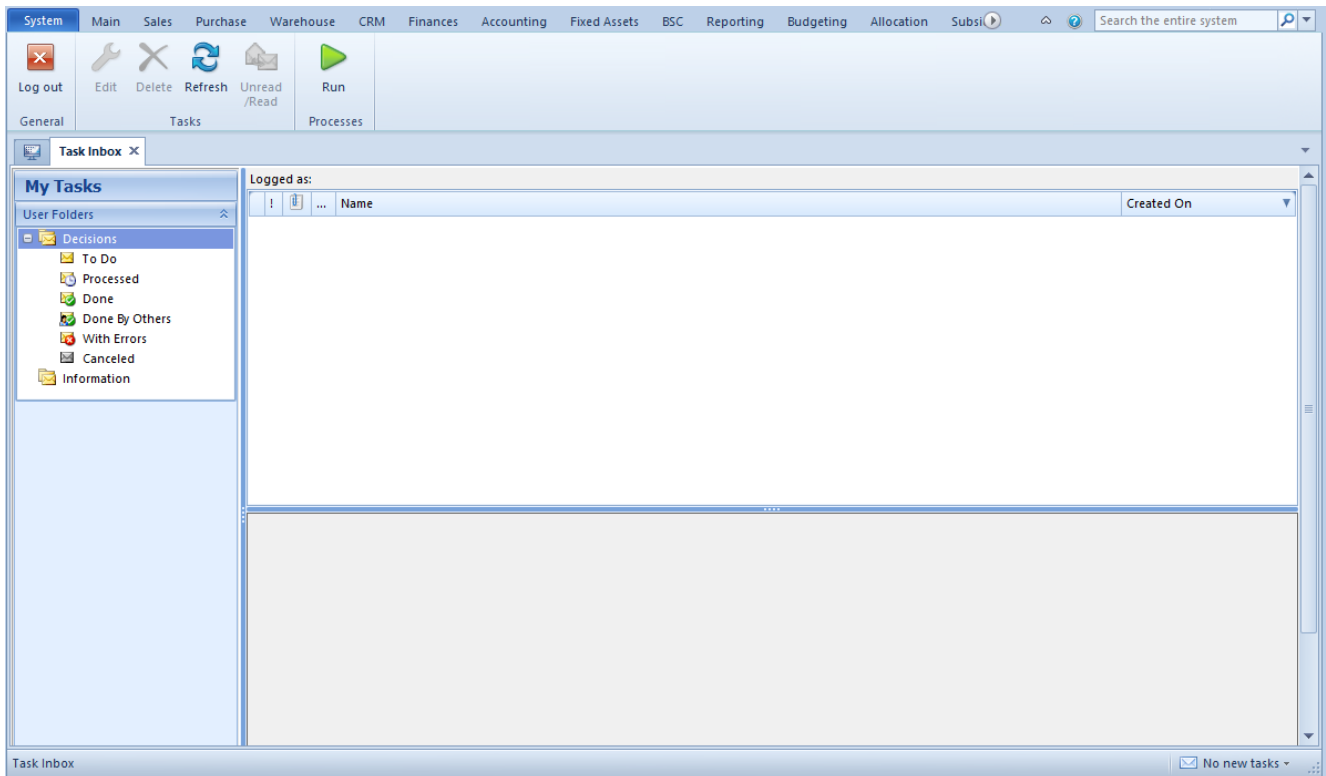 System Main Sales Purchase Warehouse CRM Finances Accounting Fixed Assets BSC Reporting Budgeting Allocation Subsi Search the entire system
Log out Edit Delete Refresh Unread Run
/Read
General Tasks Processes
Task Inbox
My Tasks
Logged as:
! ... Name Created On
User Folders
Decisions
To Do
Processed
Done
Done By Others
With Errors
Canceled
Information
Task Inbox No new tasks